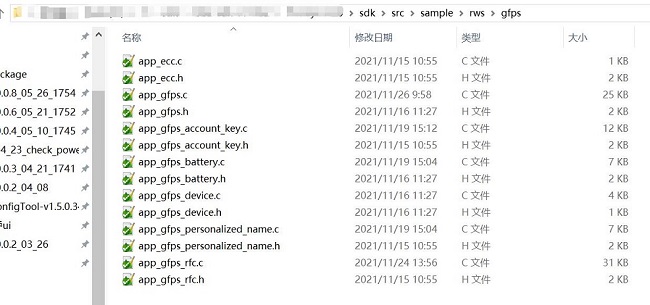 sdk > src > sample > rws > gfps
名称 修改日期 类型 大小
ackage
0.0.8_05_26_1754
0.0.6_05_21_1752
0.0.4_05_10_1745
4_23_check_powe
0.0.3_04_21_1741
0.0.2_04_08
onfigTool-v1.5.0.34
ui
0.0.2_03_26
app_ecc.c 2021/11/15 10:55 C 文件 1 KB
app_ecc.h 2021/11/15 10:55 H 文件 2 KB
app_gfps.c 2021/11/26 9:58 C 文件 25 KB
app_gfps.h 2021/11/16 11:27 H 文件 2 KB
app_gfps_account_key.c 2021/11/19 15:12 C 文件 12 KB
app_gfps_account_key.h 2021/11/15 10:55 H 文件 2 KB
app_gfps_battery.c 2021/11/19 15:04 C 文件 7 KB
app_gfps_battery.h 2021/11/16 11:27 H 文件 2 KB
app_gfps_device.c 2021/11/16 11:27 C 文件 4 KB
app_gfps_device.h 2021/11/16 11:27 H 文件 1 KB
app_gfps_personalized_name.c 2021/11/19 15:04 C 文件 7 KB
app_gfps_personalized_name.h 2021/11/15 10:55 H 文件 2 KB
app_gfps_rfc.c 2021/11/24 13:56 C 文件 31 KB
app_gfps_rfc.h 2021/11/15 10:55 H 文件 2 KB